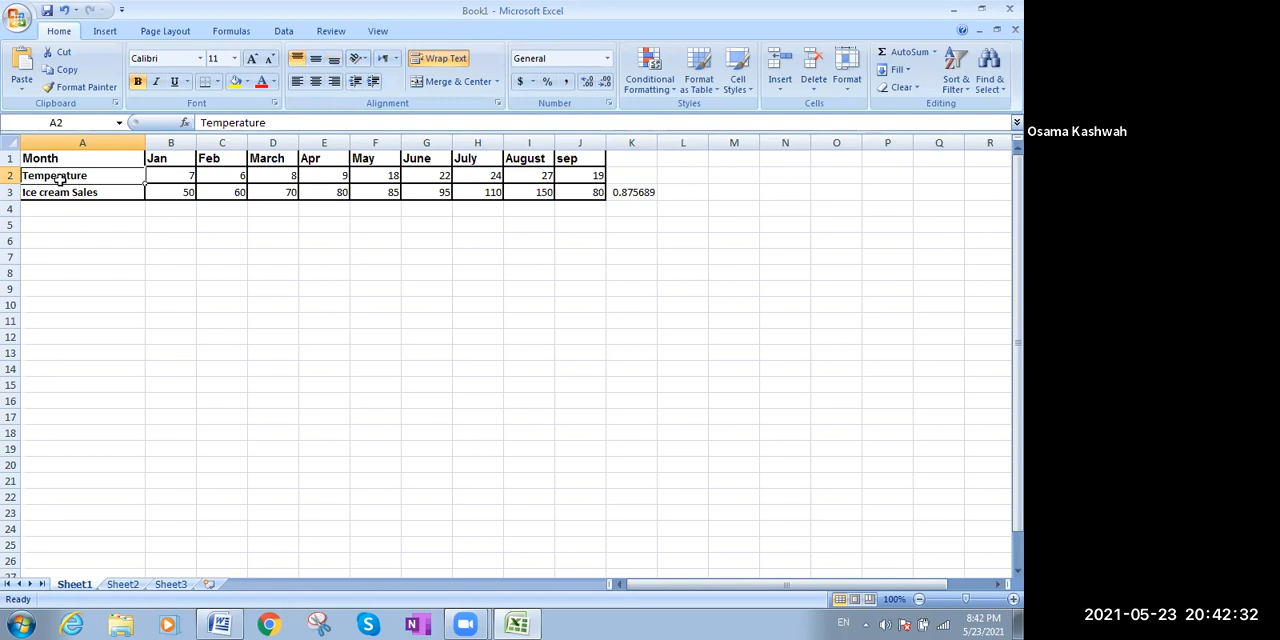 Book1 - Microsoft Excel
Home Insert Page Layout Formulas Data Review View
Paste
Cut
Copy
Format Painter
Clipboard
Calibri 11
B I U
Font
Wrap Text
Merge & Center
Alignment
General
$ % ,
Number
Conditional Formatting
Format as Table
Cell Styles
Styles
Insert Delete Format
Cells
Σ AutoSum
Fill
Clear
Sort & Filter
Find & Select
Editing
A2 fx Temperature
A B C D E F G H I J K L M N O P Q R
1 Month Jan Feb March Apr May June July August sep
2 Temperature 7 6 8 9 18 22 24 27 19
3 Ice cream Sales 50 60 70 80 85 95 110 150 80 0.875689
4
5
6
7
8
9
10
11
12
13
14
15
16
17
18
19
20
21
22
23
24
25
26
27
Sheet1 Sheet2 Sheet3
Ready 100%
EN 8:42 PM
5/23/2021
Osama Kashwah
2021-05-23 20:42:32